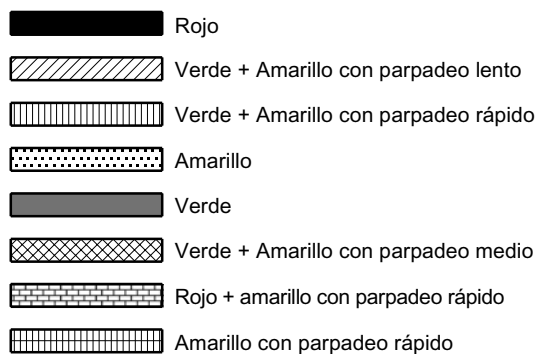 Rojo
Verde + Amarillo con parpadeo lento
Verde + Amarillo con parpadeo rápido
Amarillo
Verde
Verde + Amarillo con parpadeo medio
Rojo + amarillo con parpadeo rápido
Amarillo con parpadeo rápido